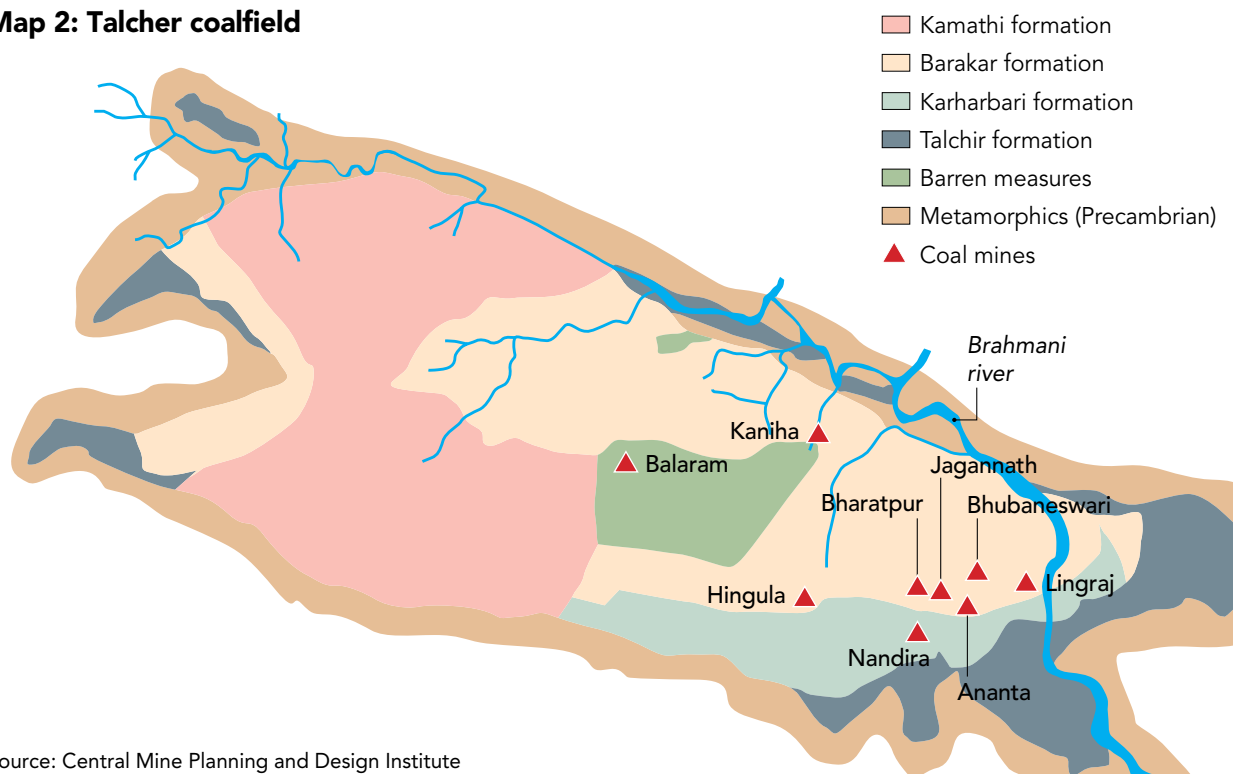 Map 2: Talcher coalfield
Kamathi formation
Barakar formation
Karharbari formation
Talchir formation
Barren measures
Metamorphics (Precambrian)
Coal mines
Brahmani
river
Kaniha
Balaram
Jagannath
Bharatpur
Bhubaneswari
Hingula
Lingraj
Nandira
Ananta
ource: Central Mine Planning and Design Institute